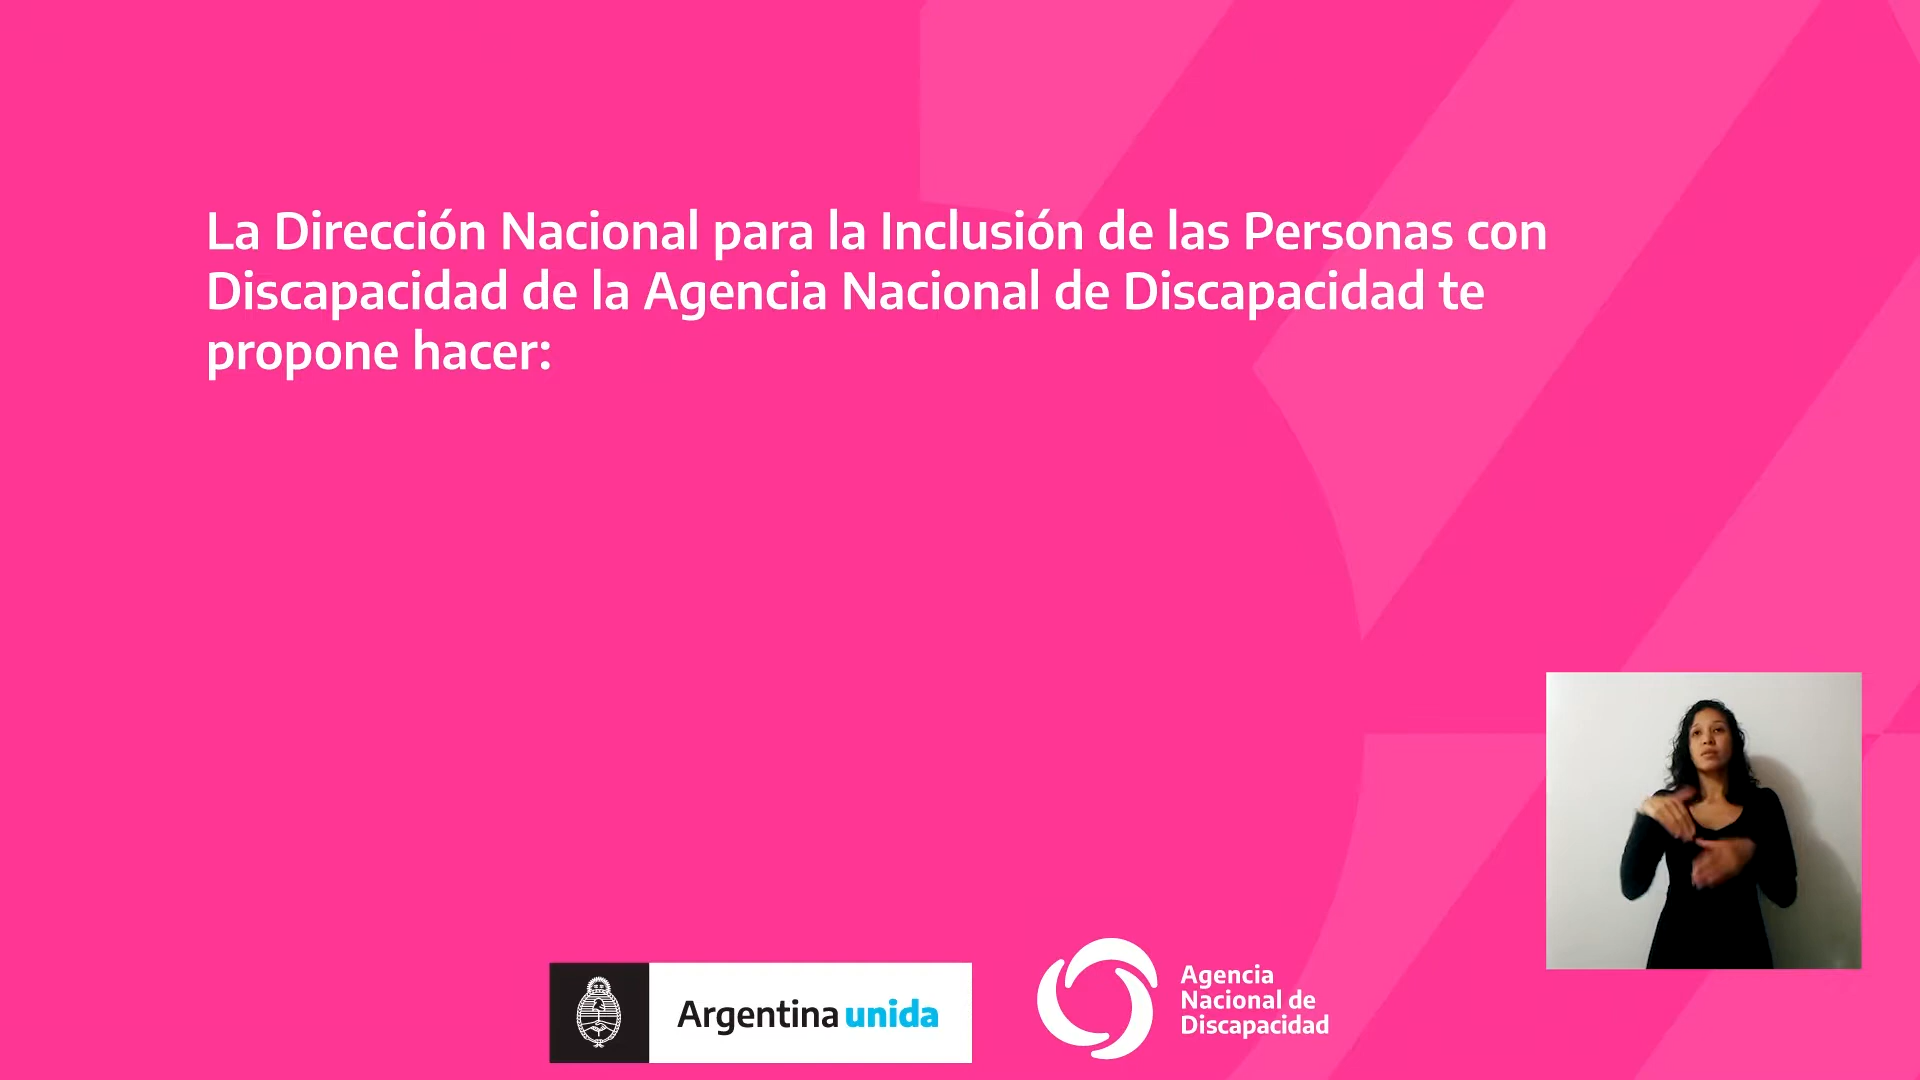 La Dirección Nacional para la Inclusión de las Personas con
Discapacidad de la Agencia Nacional de Discapacidad te
propone hacer:
Argentina unida
Agencia
Nacional de
Discapacidad